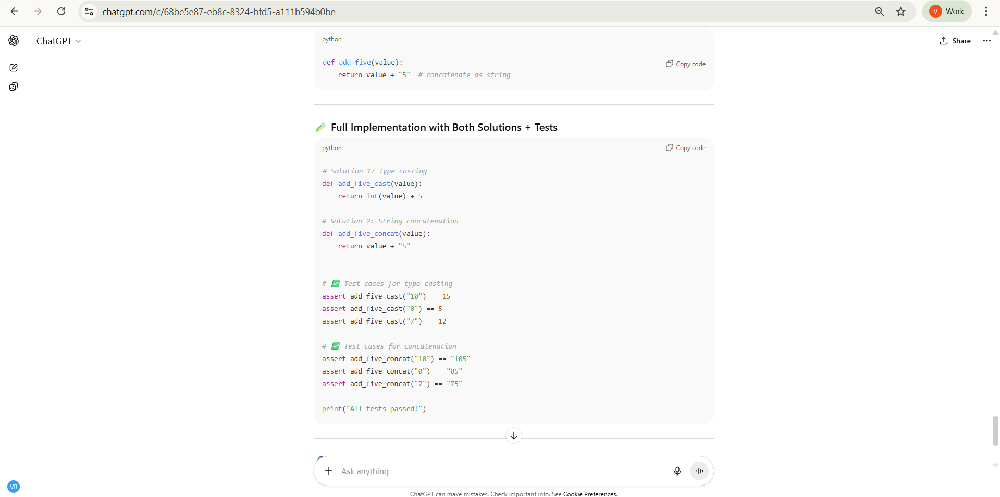 chatgpt.com/c/68be5e87-eb8c-8324-bfd5-a111b594b0be
V Work
ChatGPT
Share
python
Copy code
def add_five(value):
    return value + "5"  # concatenate as string
Full Implementation with Both Solutions + Tests
python
Copy code
# Solution 1: Type casting
def add_five_cast(value):
    return int(value) + 5
# Solution 2: String concatenation
def add_five_concat(value):
    return value + "5"
# ✅ Test cases for type casting
assert add_five_cast("10") == 15
assert add_five_cast("0") == 5
assert add_five_cast("7") == 12
# ✅ Test cases for concatenation
assert add_five_concat("10") == "105"
assert add_five_concat("0") == "05"
assert add_five_concat("7") == "75"
print("All tests passed!")
Ask anything
VR
ChatGPT can make mistakes. Check important info. See Cookie Preferences.